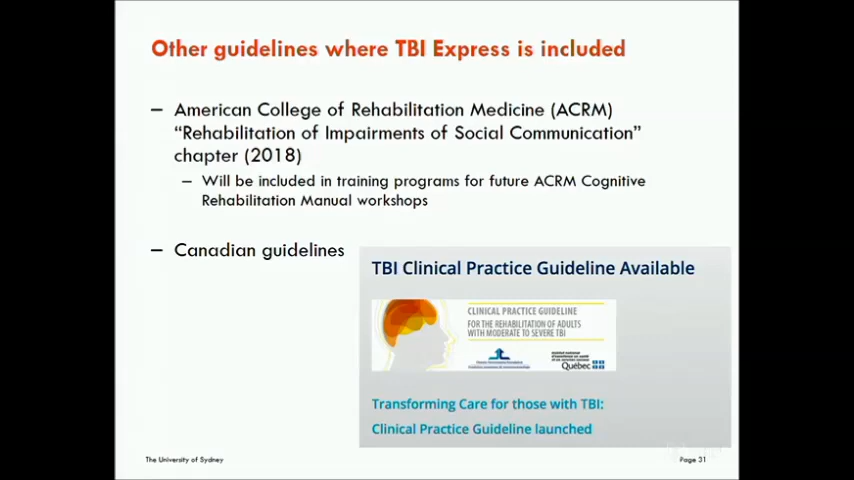 Other guidelines where TBI Express is included
– American College of Rehabilitation Medicine (ACRM)
“Rehabilitation of Impairments of Social Communication”
chapter (2018)
– Will be included in training programs for future ACRM Cognitive
Rehabilitation Manual workshops
– Canadian guidelines
TBI Clinical Practice Guideline Available
CLINICAL PRACTICE GUIDELINE
FOR THE REHABILITATION OF ADULTS
WITH MODERATE TO SEVERE TBI
Québec
Transforming Care for those with TBI:
Clinical Practice Guideline launched
The University of Sydney
Page 31